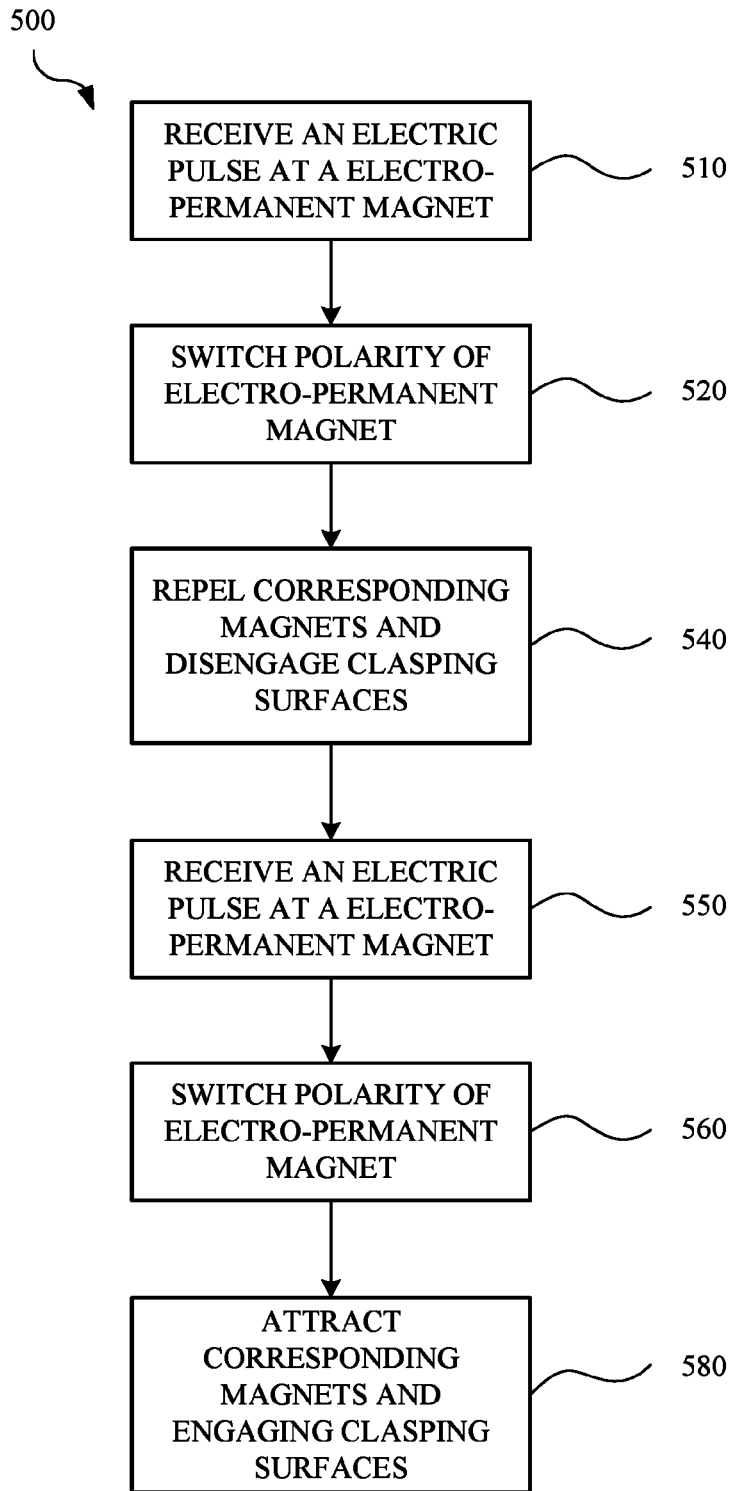 500
RECEIVE AN ELECTRIC
PULSE AT A ELECTRO-
PERMANENT MAGNET
510
SWITCH POLARITY OF
ELECTRO-PERMANENT
MAGNET
520
REPEL CORRESPONDING
MAGNETS AND
DISENGAGE CLASPING
SURFACES
540
RECEIVE AN ELECTRIC
PULSE AT A ELECTRO-
PERMANENT MAGNET
550
SWITCH POLARITY OF
ELECTRO-PERMANENT
MAGNET
560
ATTRACT
CORRESPONDING
MAGNETS AND
ENGAGING CLASPING
SURFACES
580